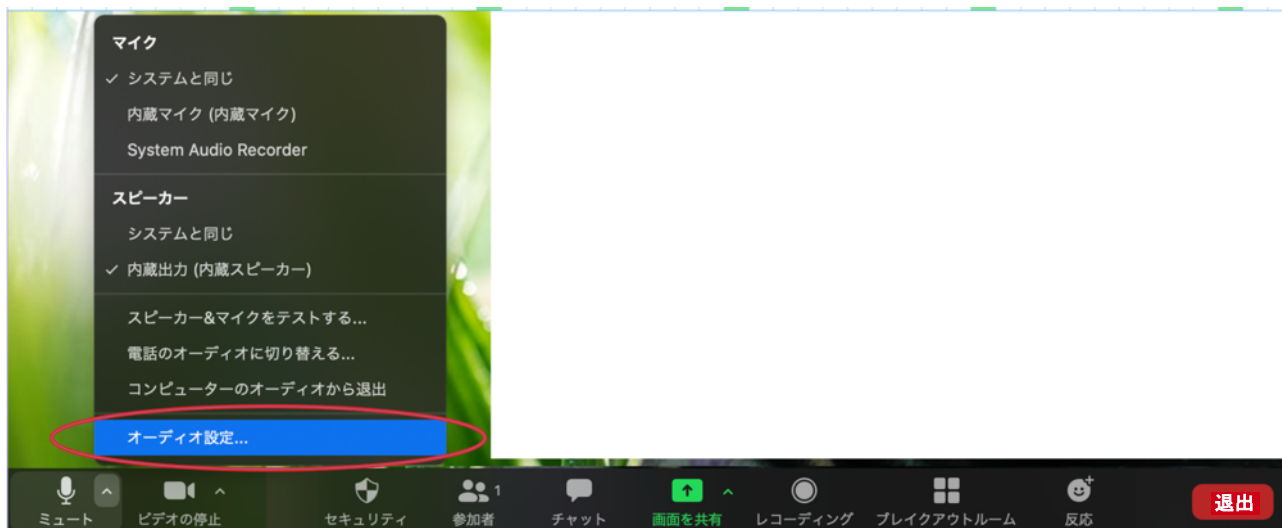 マイク
✓ システムと同じ
内蔵マイク (内蔵マイク)
System Audio Recorder
スピーカー
システムと同じ
✓ 内蔵出力 (内蔵スピーカー)
スピーカー&マイクをテストする...
電話のオーディオに切り替える...
コンピューターのオーディオから退出
オーディオ設定...
ミュート ビデオの停止 セキュリティ 参加者 1 チャット 画面を共有 レコーディング ブレイクアウトルーム 反応 退出